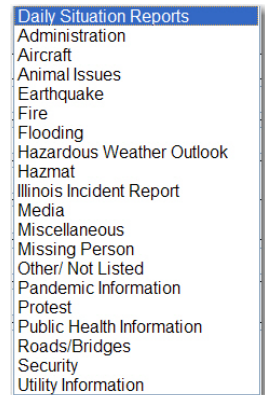 Daily Situation Reports
Administration
Aircraft
Animal Issues
Earthquake
Fire
Flooding
Hazardous Weather Outlook
Hazmat
Illinois Incident Report
Media
Miscellaneous
Missing Person
Other/ Not Listed
Pandemic Information
Protest
Public Health Information
Roads/Bridges
Security
Utility Information